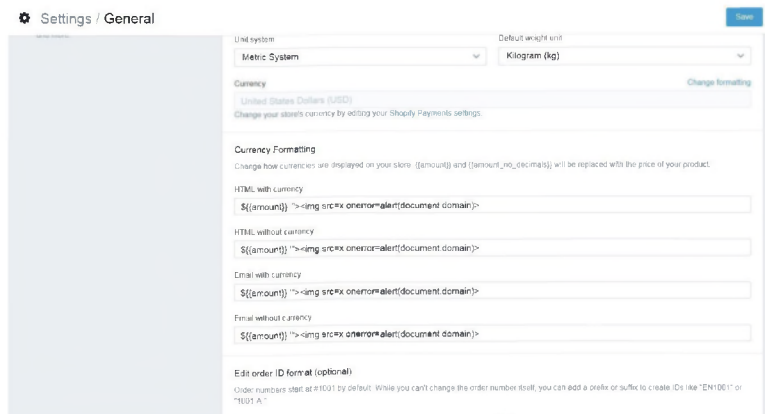 Settings / General
Save
Unit system
Default weight unit
Metric System
Kilogram (kg)
Currency
Change formatting
United States Dollars (USD)
Change your store's currency by editing your Shopify Payments settings.
Currency Formatting
Change how currencies are displayed on your store. {{amount}} and {{amount_no_decimals}} will be replaced with the price of your product.
HTML with currency
${{amount}} "><img src=x onerror=alert(document.domain)>
HTML without currency
${{amount}} "><img src=x onerror=alert(document.domain)>
Email with currency
${{amount}} "><img src=x onerror=alert(document.domain)>
Email without currency
${{amount}} "><img src=x onerror=alert(document.domain)>
Edit order ID format (optional)
Order numbers start at #1001 by default. While you can't change the order number itself, you can add a prefix or suffix to create IDs like "EN1001" or
"1001-A."